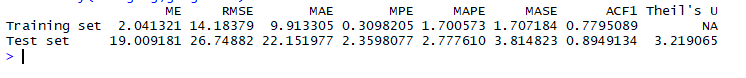 ME RMSE MAE MPE MAPE MASE ACF1 Theil's U
Training set 2.041321 14.18379 9.913305 0.3098205 1.700573 1.707184 0.7795089 NA
Test set 19.009181 26.74882 22.151977 2.3598077 2.777610 3.814823 0.8949134 3.219065
>